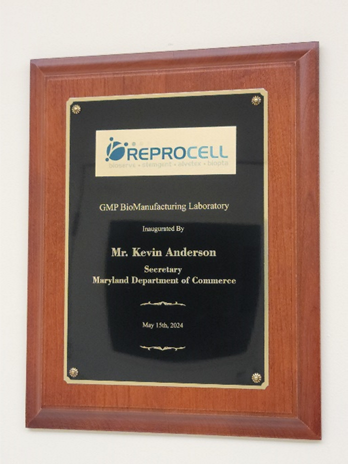 REPROCELL
GMP BioManufacturing Laboratory
Inaugurated By
Mr. Kevin Anderson
Secretary
Maryland Department of Commerce
May 15th, 2024